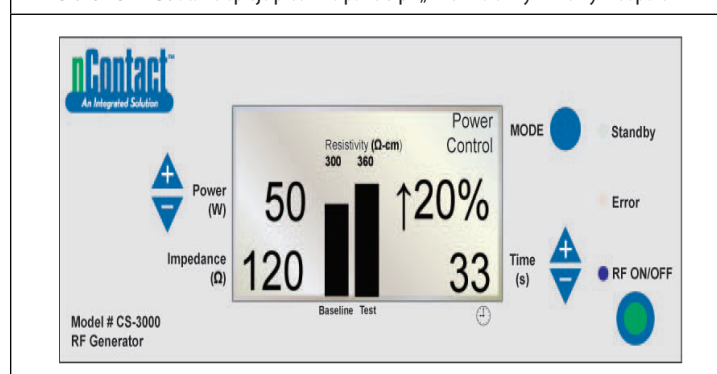 nContact™
An Integrated Solution
Power
Control
Resistivity (Ω-cm)
300 360
Power
(W)
50
↑20%
Impedance
(Ω)
120
33
Baseline Test
MODE
Standby
Error
Time
(s)
RF ON/OFF
Model # CS-3000
RF Generator